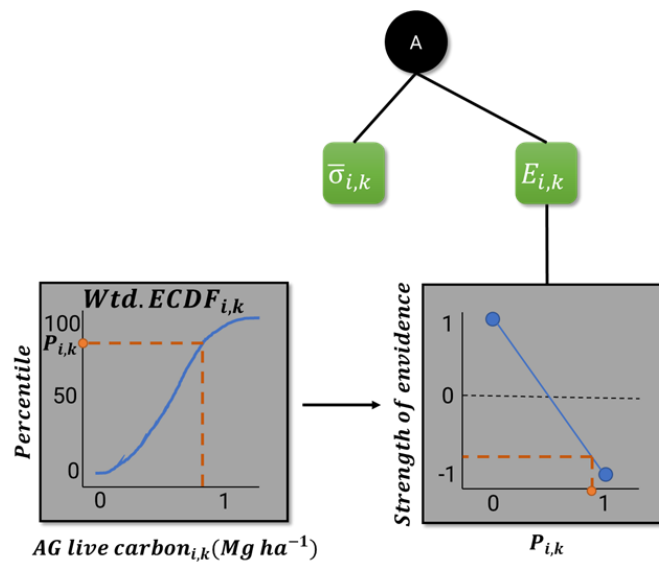 A
σ̅i,k
Ei,k
Wtd. ECDFi,k
100
Pi,k
50
0
0
1
Percentile
AG live carboni,k(Mg ha−1)
1
0
-1
0
1
Strength of envidence
Pi,k